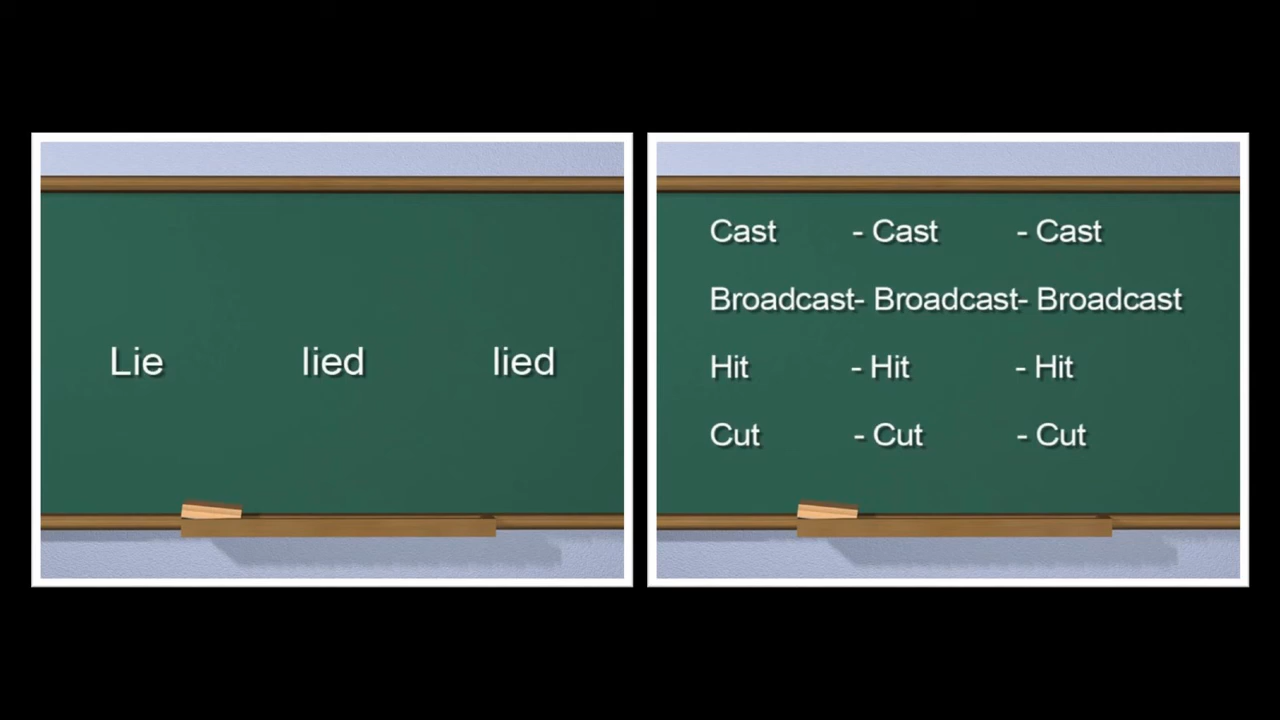 Lie lied lied
Cast - Cast - Cast
Broadcast- Broadcast- Broadcast
Hit - Hit - Hit
Cut - Cut - Cut